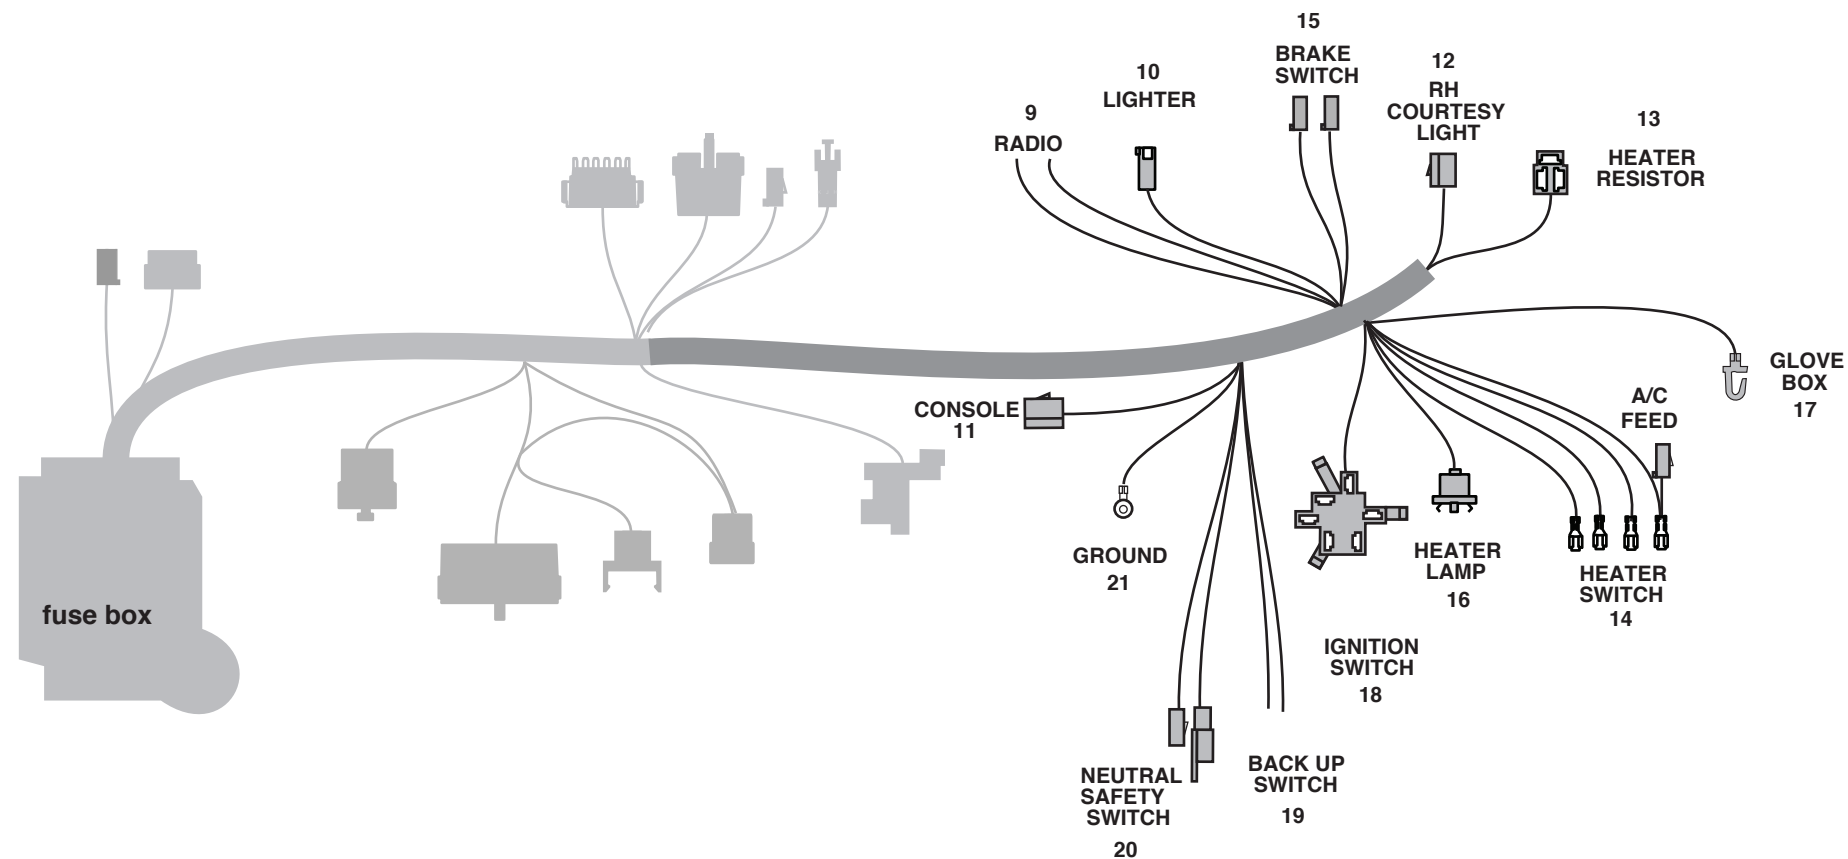 15
BRAKE
SWITCH
12
RH
COURTESY
LIGHT
10
LIGHTER
9
RADIO
13
HEATER
RESISTOR
GLOVE
BOX
17
A/C
FEED
CONSOLE
11
GROUND
21
HEATER
LAMP
16
HEATER
SWITCH
14
fuse box
IGNITION
SWITCH
18
NEUTRAL
SAFETY
SWITCH
20
BACK UP
SWITCH
19